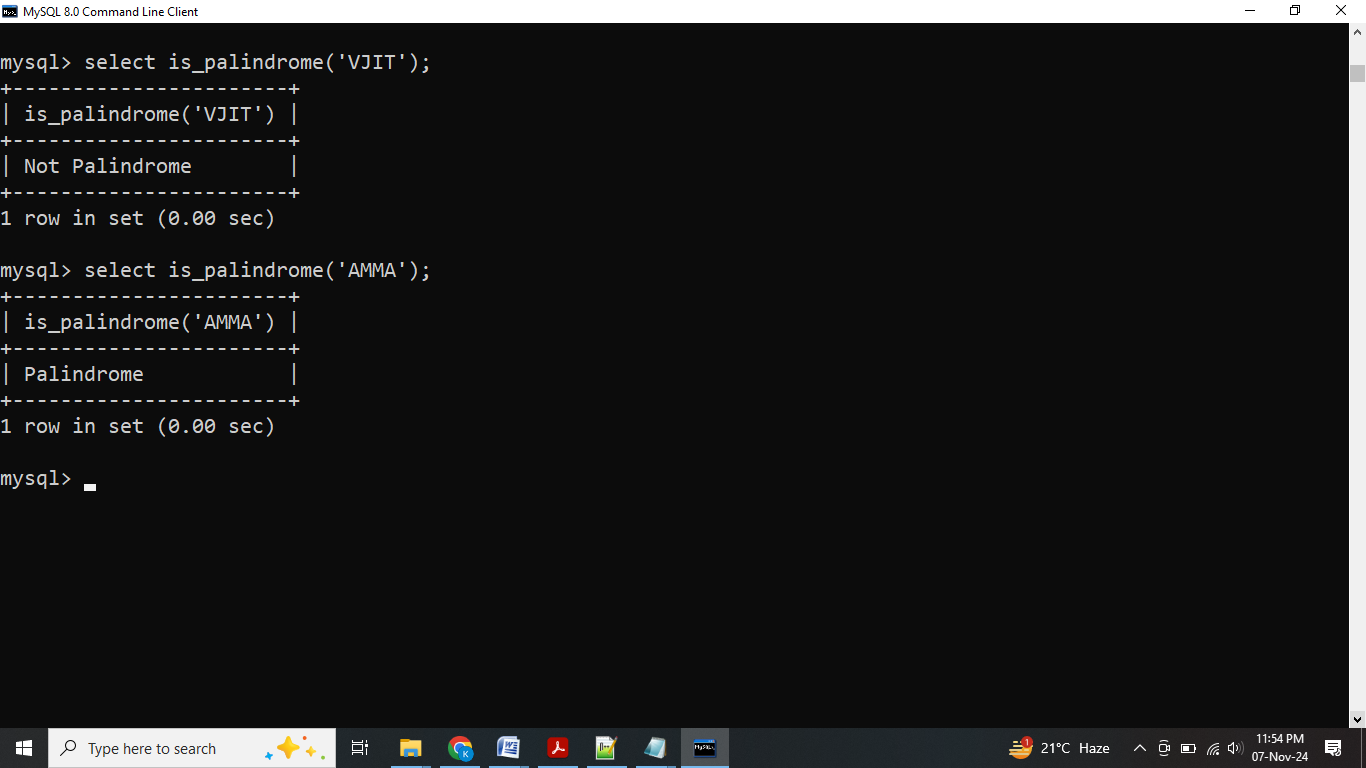 MySQL 8.0 Command Line Client
mysql> select is_palindrome('VJIT');
+-----------------------+
| is_palindrome('VJIT') |
+-----------------------+
| Not Palindrome        |
+-----------------------+
1 row in set (0.00 sec)
mysql> select is_palindrome('AMMA');
+-----------------------+
| is_palindrome('AMMA') |
+-----------------------+
| Palindrome            |
+-----------------------+
1 row in set (0.00 sec)
mysql>
Type here to search
1
21°C Haze
11:54 PM
07-Nov-24
K
W
MySQL